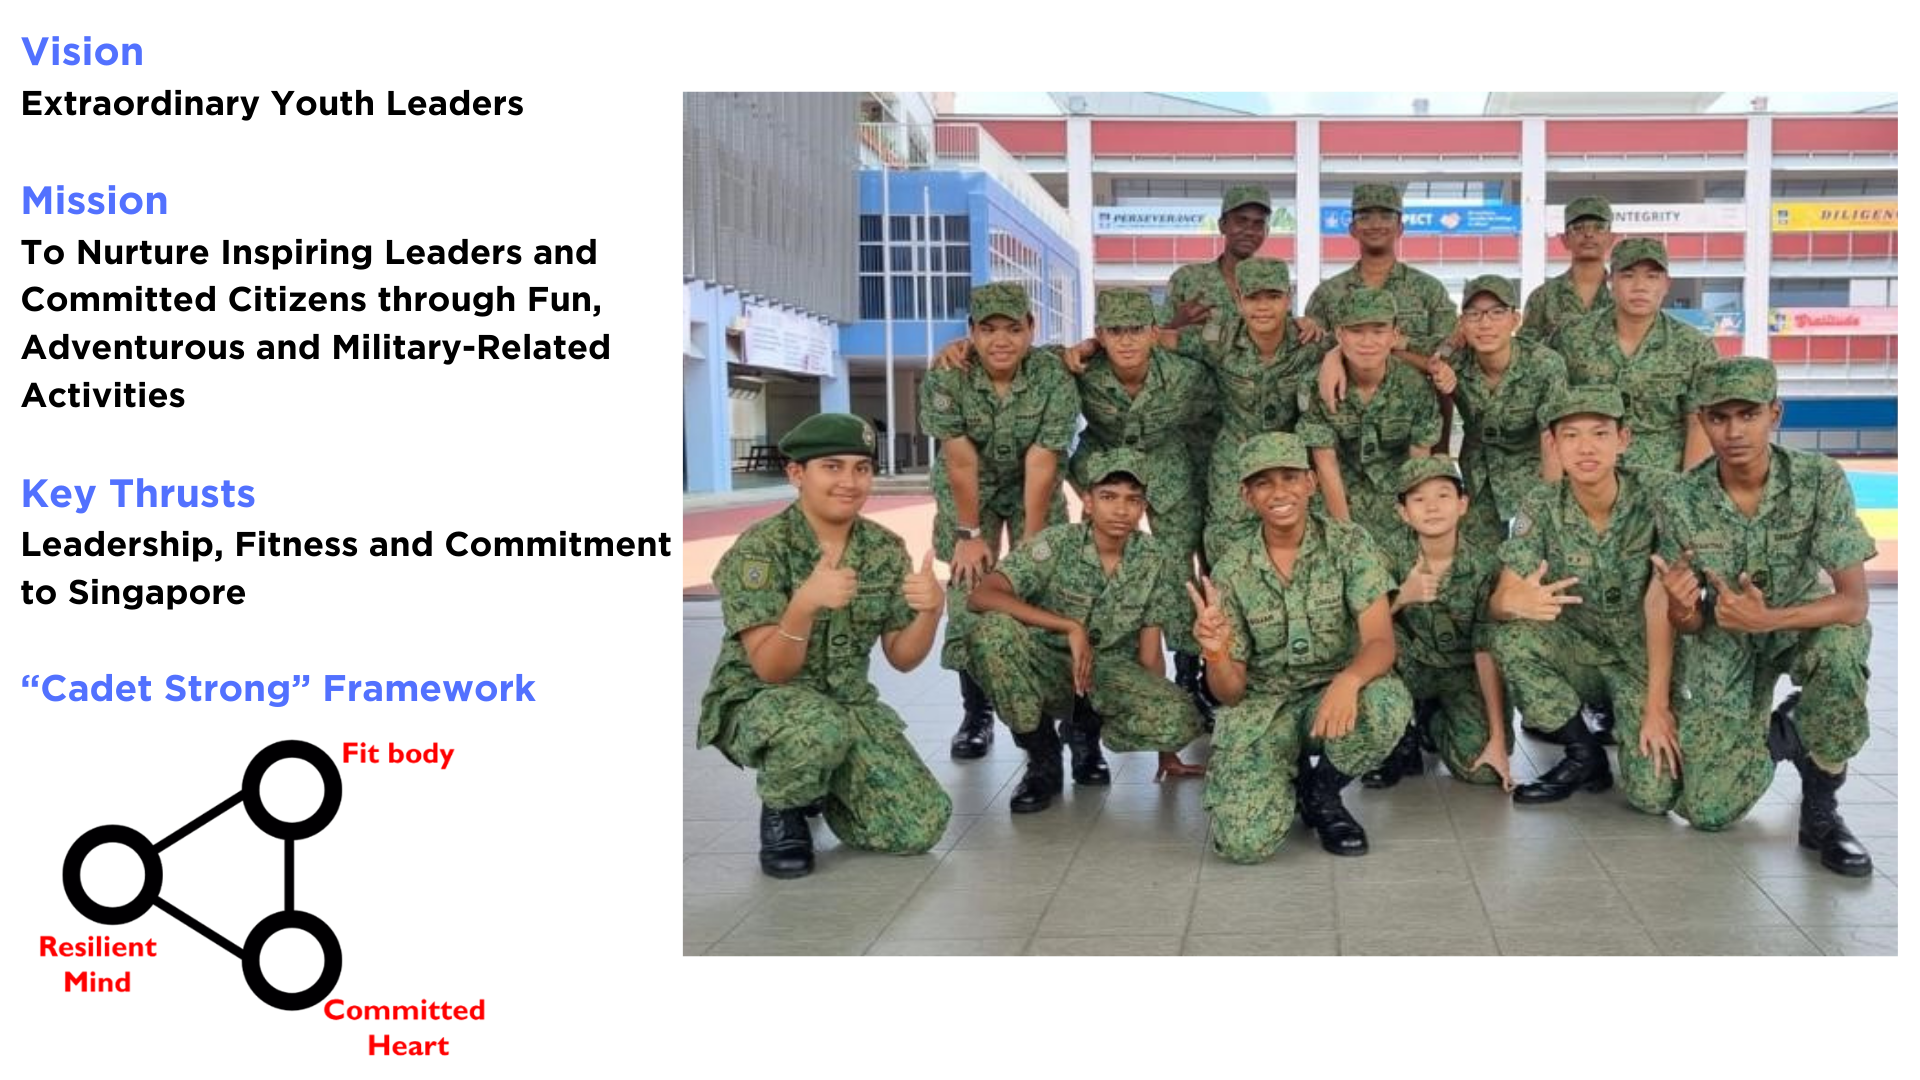 Vision
Extraordinary Youth Leaders
Mission
To Nurture Inspiring Leaders and
Committed Citizens through Fun,
Adventurous and Military-Related
Activities
Key Thrusts
Leadership, Fitness and Commitment
to Singapore
“Cadet Strong” Framework
Fit body
Resilient
Mind
Committed
Heart
PERSEVERANCE
PECT
INTEGRITY
DILIGEN
Gratitude